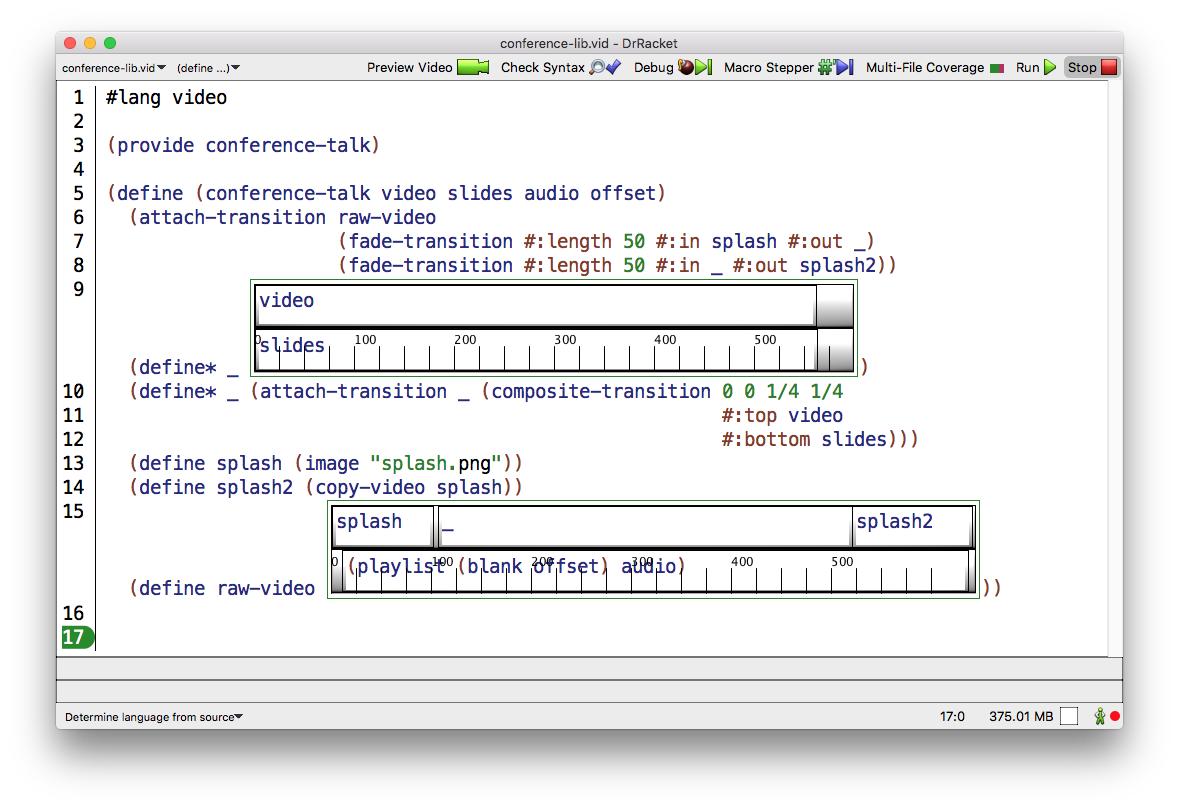 conference-lib.vid - DrRacket
conference-lib.vid (define ...) Preview Video Check Syntax Debug Macro Stepper Multi-File Coverage Run Stop
1 #lang video
2
3 (provide conference-talk)
4
5 (define (conference-talk video slides audio offset)
6 (attach-transition raw-video
7 (fade-transition #:length 50 #:in splash #:out _)
8 (fade-transition #:length 50 #:in _ #:out splash2))
9
video
0 100 200 300 400 500
slides
(define* _ )
10 (define* _ (attach-transition _ (composite-transition 0 0 1/4 1/4
11 #:top video
12 #:bottom slides)))
13 (define splash (image "splash.png"))
14 (define splash2 (copy-video splash))
15
splash _ splash2
0 100 200 300 400 500
(playlist (blank offset) audio)
(define raw-video ))
16
17
Determine language from source 17:0 375.01 MB